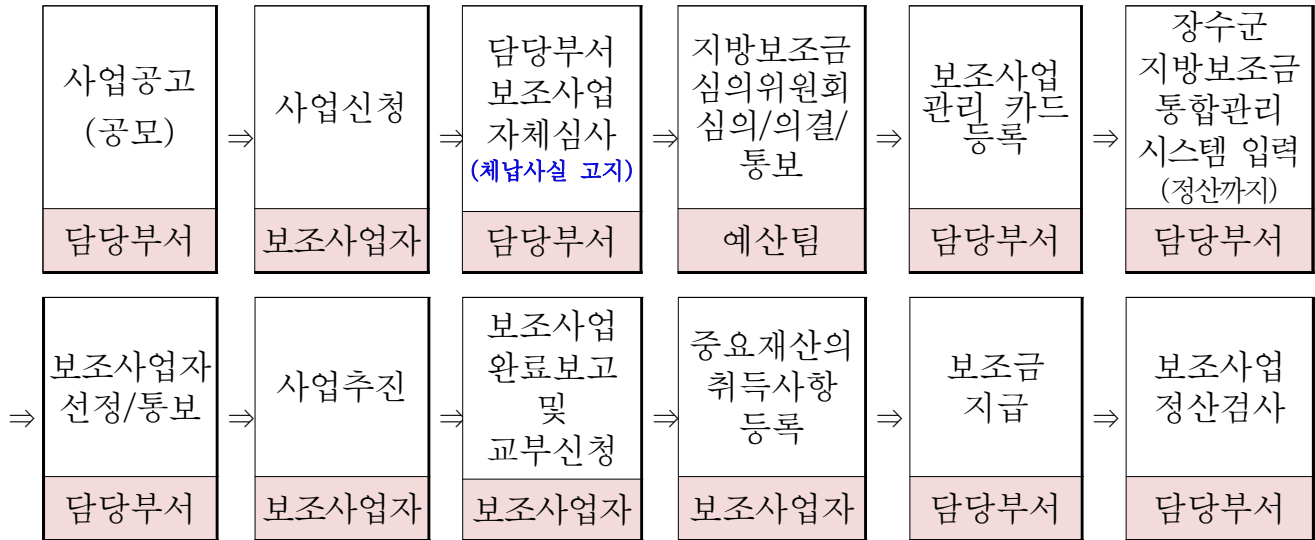 사업공고
(공모)
담당부서
⇒
사업신청
보조사업자
⇒
담당부서
보조사업
자체심사
(체납사실 고지)
담당부서
⇒
지방보조금
심의위원회
심의/의결/
통보
예산팀
⇒
보조사업
관리 카드
등록
담당부서
⇒
장수군
지방보조금
통합관리
시스템 입력
(정산까지)
담당부서
⇒
보조사업자
선정/통보
담당부서
⇒
사업추진
보조사업자
⇒
보조사업
완료보고
및
교부신청
보조사업자
⇒
중요재산의
취득사항
등록
보조사업자
⇒
보조금
지급
담당부서
⇒
보조사업
정산검사
담당부서